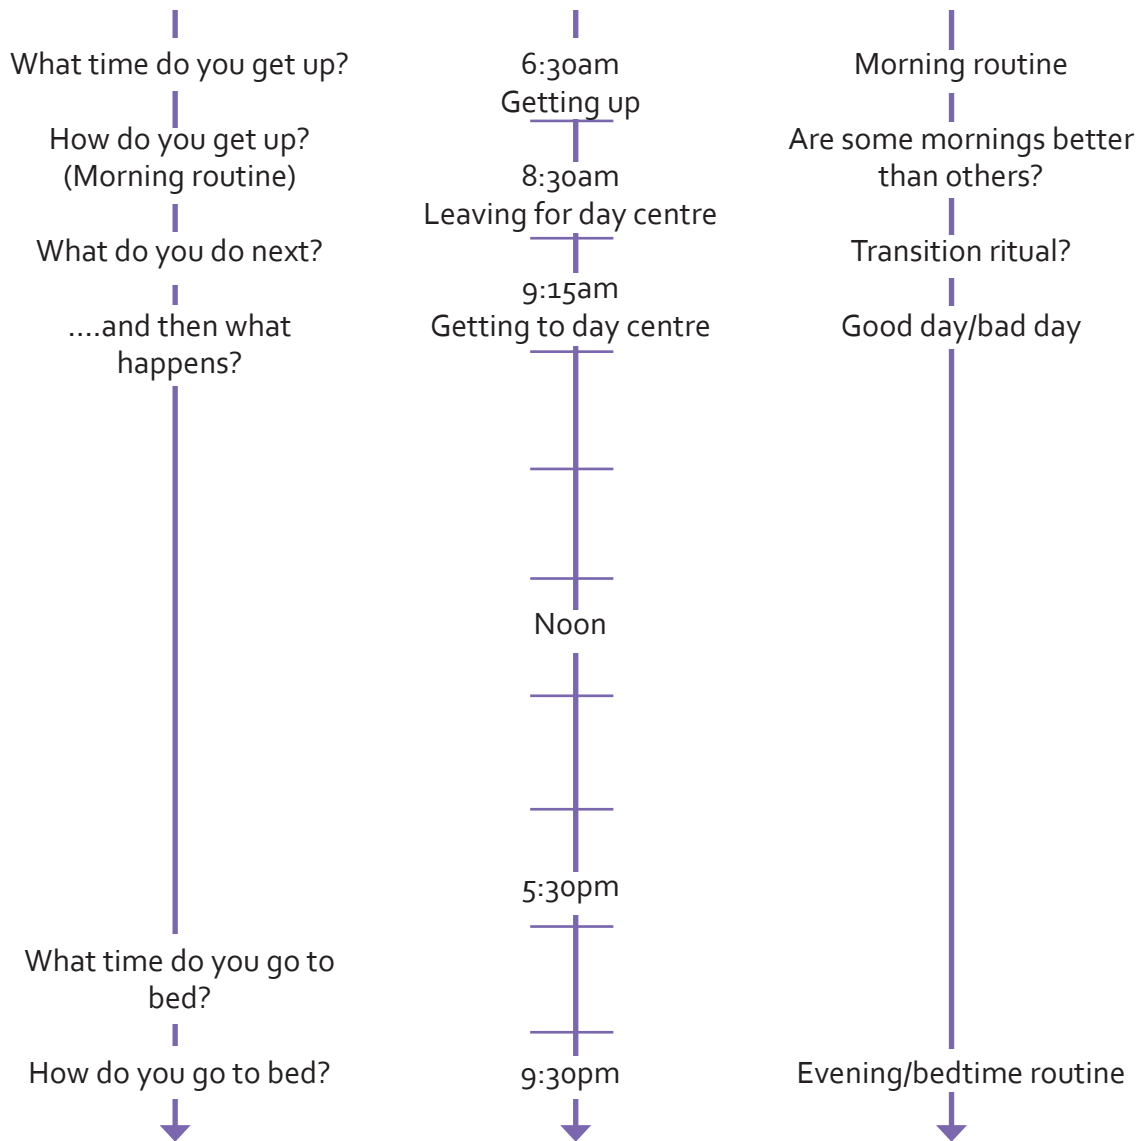 What time do you get up?
How do you get up?
(Morning routine)
What do you do next?
....and then what
happens?
What time do you go to
bed?
How do you go to bed?
6:30am
Getting up
8:30am
Leaving for day centre
9:15am
Getting to day centre
Noon
5:30pm
9:30pm
Morning routine
Are some mornings better
than others?
Transition ritual?
Good day/bad day
Evening/bedtime routine